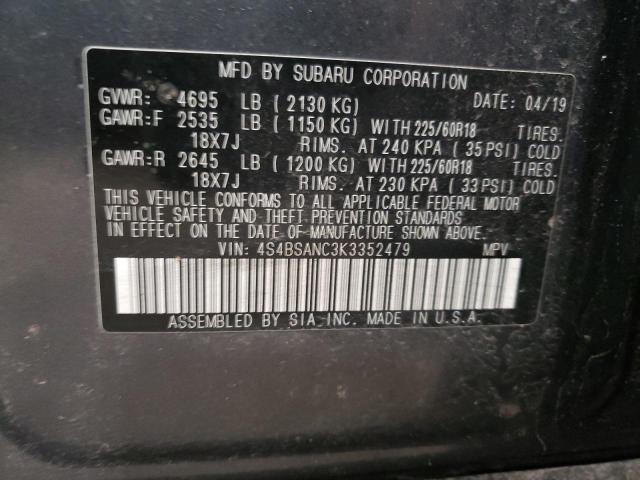 MFD BY SUBARU CORPORATION
GVWR: 4695 LB (2130 KG) DATE: 04/19
GAWR:F 2535 LB (1150 KG) WITH 225/60R18 TIRES.
18X7J RIMS. AT 240 KPA (35 PSI) COLD
GAWR:R 2645 LB (1200 KG) WITH 225/60R18 TIRES.
18X7J RIMS. AT 230 KPA (33 PSI) COLD
THIS VEHICLE CONFORMS TO ALL APPLICABLE FEDERAL MOTOR
VEHICLE SAFETY AND THEFT PREVENTION STANDARDS
IN EFFECT ON THE DATE OF MANUFACTURE SHOWN ABOVE.
VIN: 4S4BSANC3K3352479 MPV
ASSEMBLED BY SIA, INC. MADE IN U.S.A.